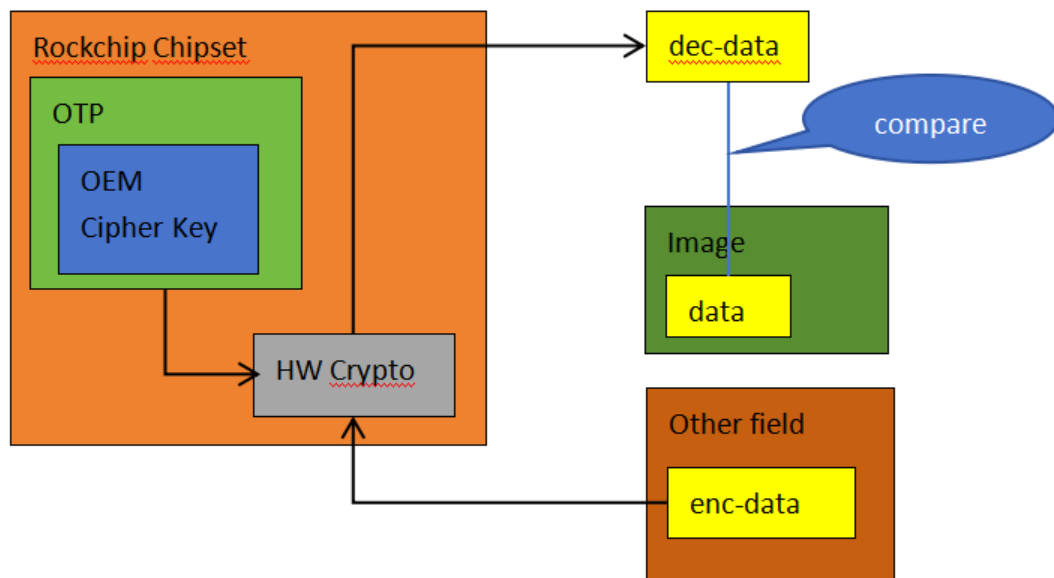 Rockchip Chipset
OTP
OEM
Cipher Key
HW Crypto
dec-data
compare
Image
data
Other field
enc-data